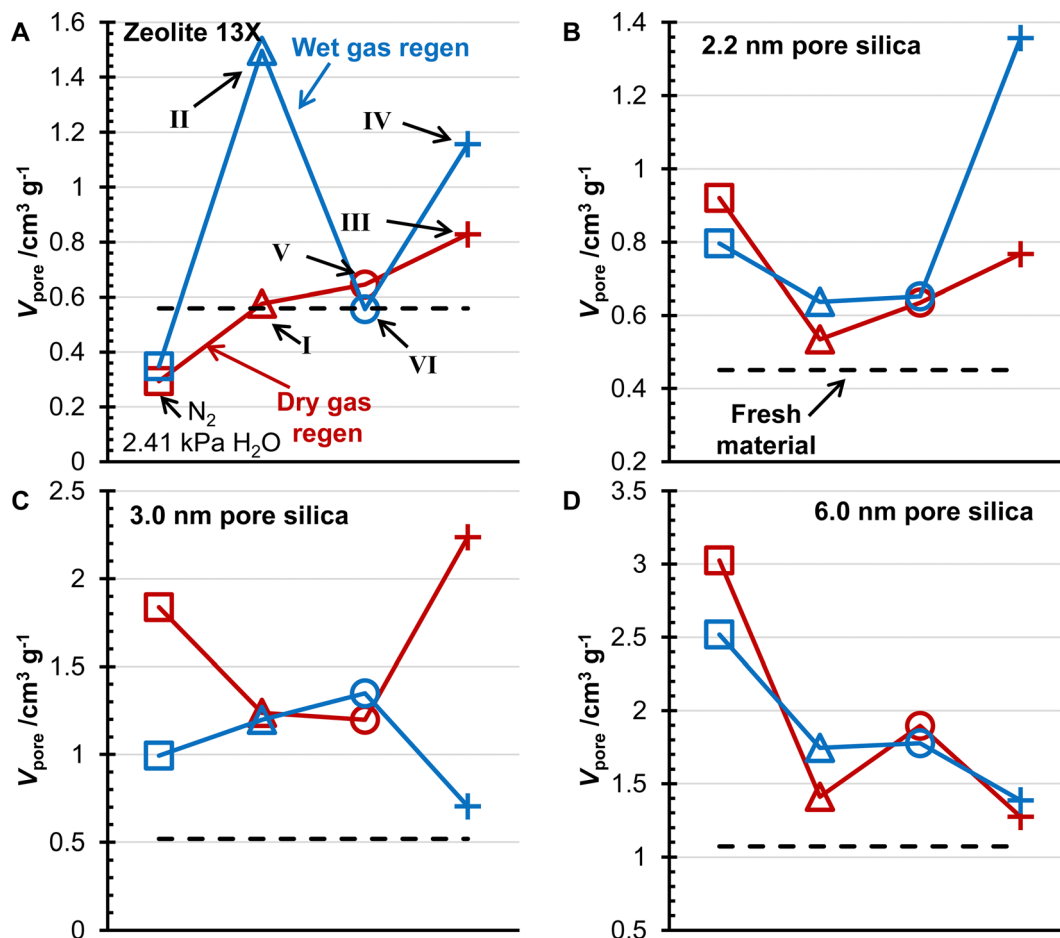 A
Zeolite 13X
Wet gas regen
II
IV
III
V
I
VI
N₂
2.41 kPa H₂O
Dry gas
regen
V_pore /cm³ g⁻¹
1.6
1.4
1.2
1
0.8
0.6
0.4
0.2
0
B
2.2 nm pore silica
Fresh
material
V_pore /cm³ g⁻¹
1.4
1.2
1
0.8
0.6
0.4
0.2
C
3.0 nm pore silica
V_pore /cm³ g⁻¹
2.5
2
1.5
1
0.5
0
D
6.0 nm pore silica
V_pore /cm³ g⁻¹
3.5
3
2.5
2
1.5
1
0.5